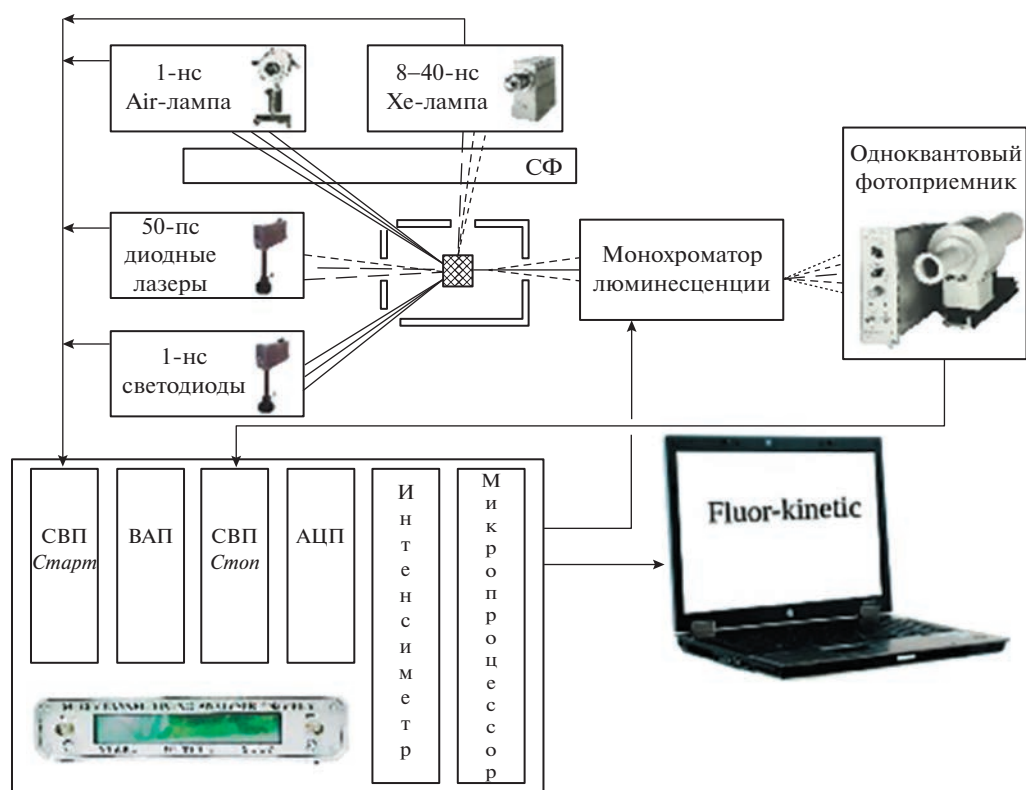 1-нс
Air-лампа
8–40-нс
Xe-лампа
СФ
Одноквантовый
фотоприемник
50-пс
диодные
лазеры
Монохроматор
люминесценции
1-нс
светодиоды
СВП
Старт
ВАП
СВП
Стоп
АЦП
Интенсиметр
Микропроцессор
Fluor-kinetic